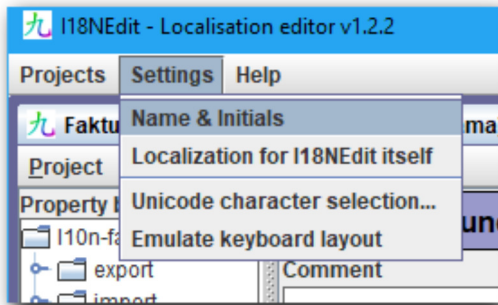 I18NEdit - Localisation editor v1.2.2
Projects Settings Help
Name & Initials
Localization for I18NEdit itself
Unicode character selection...
Emulate keyboard layout
Project
Property
export
import
Comment